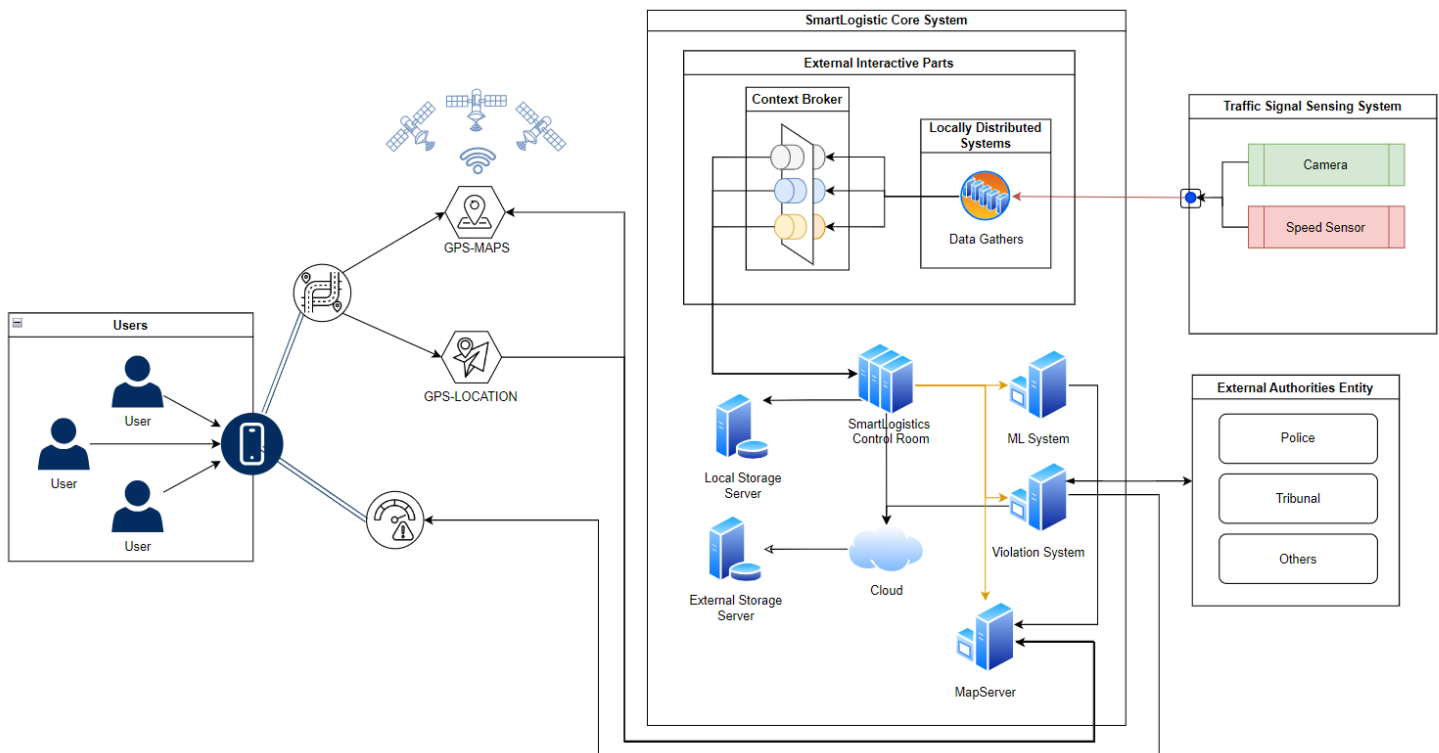 SmartLogistic Core System
External Interactive Parts
Context Broker
Locally Distributed
Systems
Data Gathers
Traffic Signal Sensing System
Camera
Speed Sensor
GPS-MAPS
GPS-LOCATION
Users
User
User
User
SmartLogistics
Control Room
ML System
Local Storage
Server
Violation System
External Storage
Server
Cloud
MapServer
External Authorities Entity
Police
Tribunal
Others